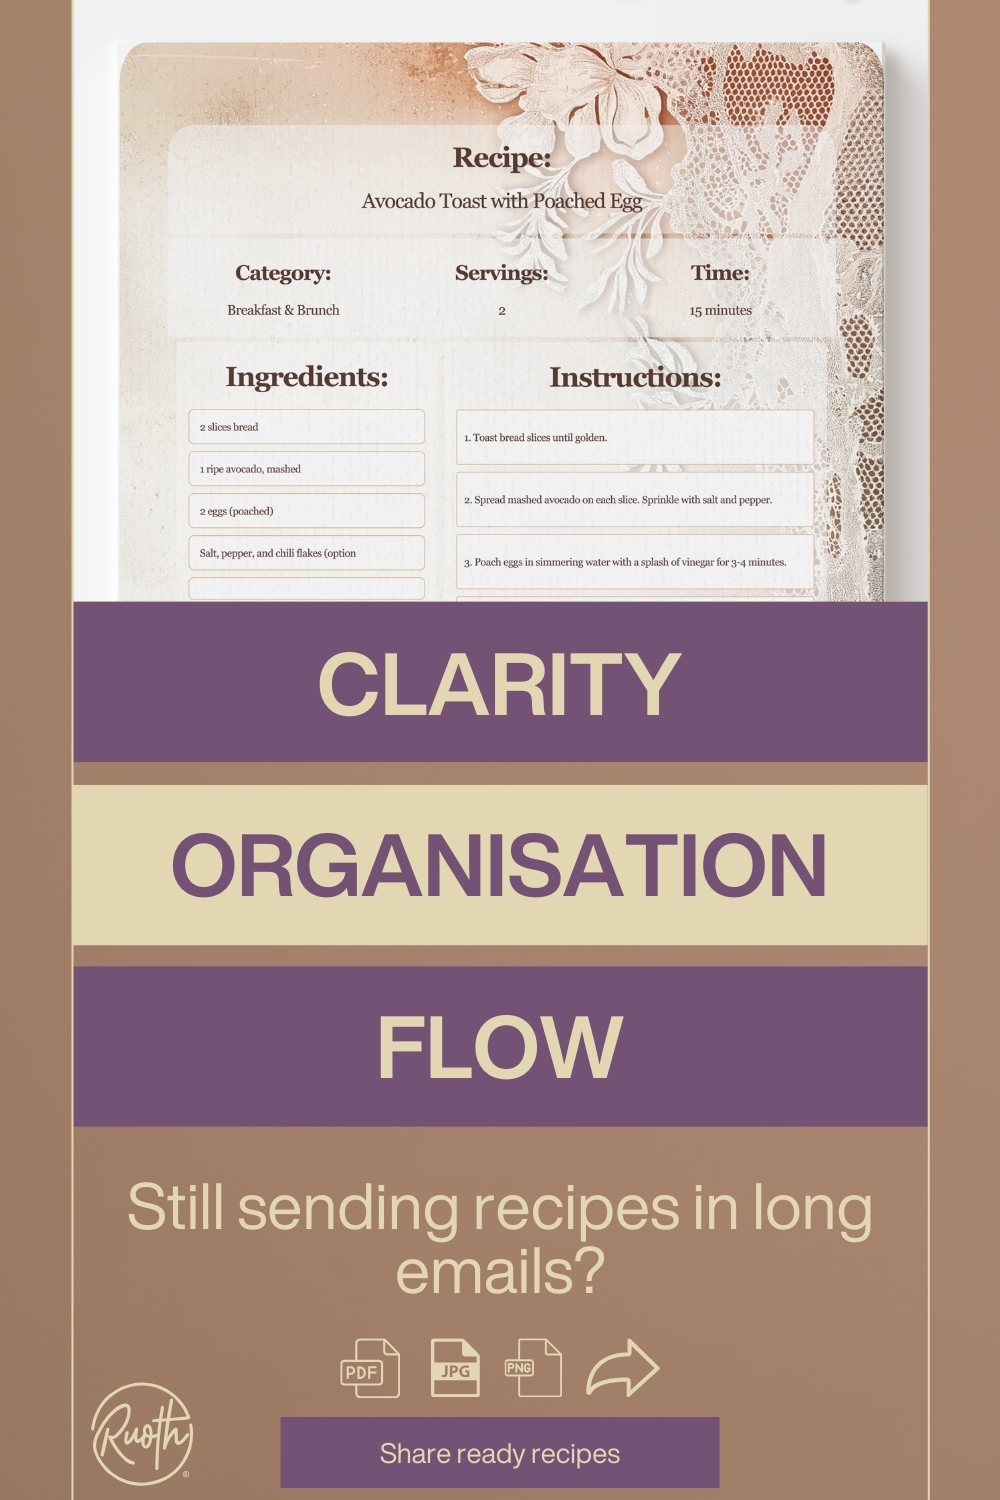 Recipe:
Avocado Toast with Poached Egg
Category: Servings: Time:
Breakfast & Brunch 2 15 minutes
Ingredients: Instructions:
2 slices bread
1 ripe avocado, mashed
2 eggs (poached)
Salt, pepper, and chili flakes (option
1. Toast bread slices until golden.
2. Spread mashed avocado on each slice. Sprinkle with salt and pepper.
3. Poach eggs in simmering water with a splash of vinegar for 3-4 minutes.
CLARITY
ORGANISATION
FLOW
Still sending recipes in long
emails?
PDF JPG PNG
Ruoth ®
Share ready recipes